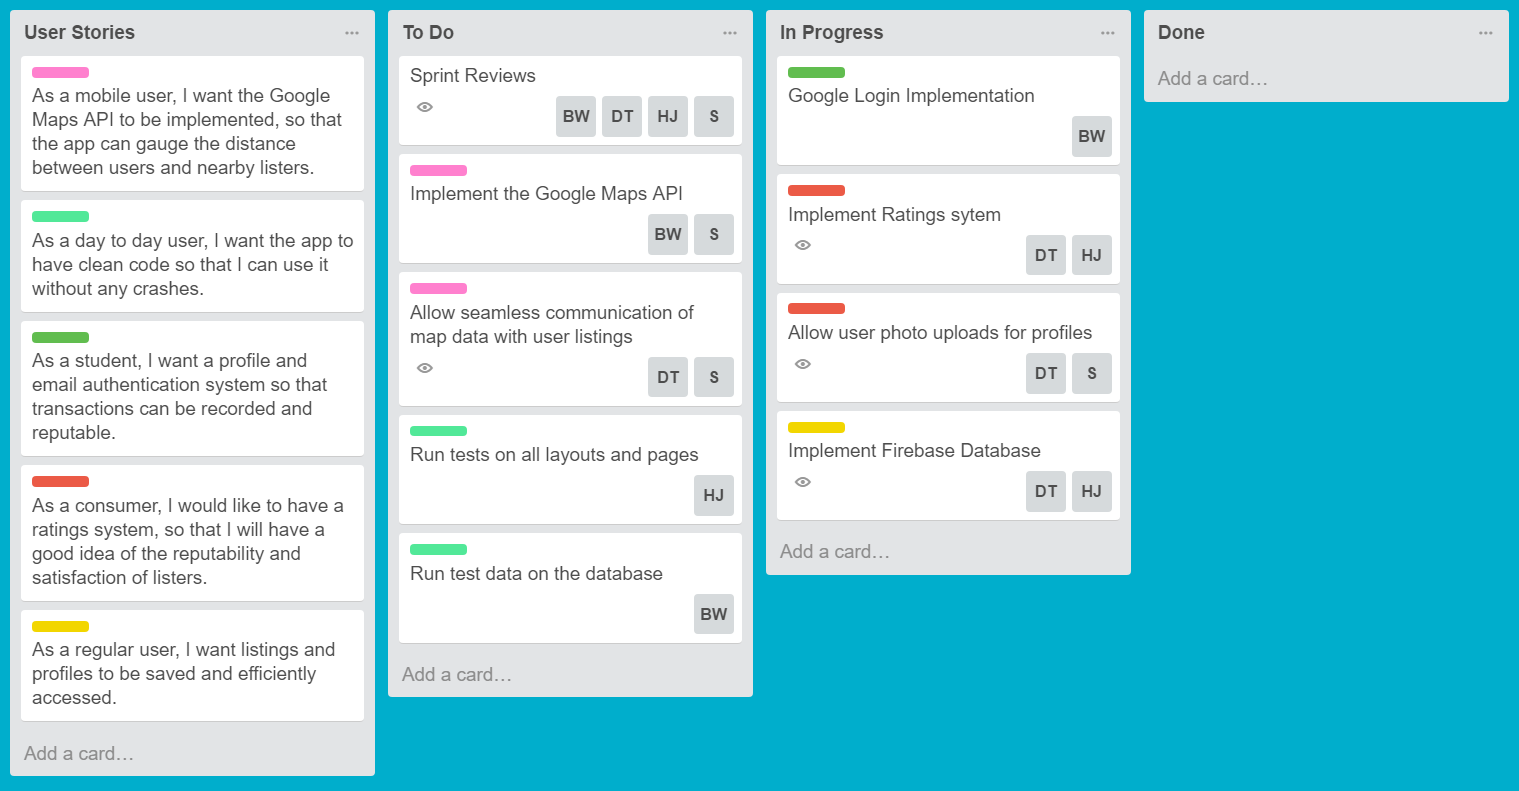 User Stories
As a mobile user, I want the Google
Maps API to be implemented, so that
the app can gauge the distance
between users and nearby listers.
As a day to day user, I want the app to
have clean code so that I can use it
without any crashes.
As a student, I want a profile and
email authentication system so that
transactions can be recorded and
reputable.
As a consumer, I would like to have a
ratings system, so that I will have a
good idea of the reputability and
satisfaction of listers.
As a regular user, I want listings and
profiles to be saved and efficiently
accessed.
Add a card…
To Do
Sprint Reviews
BW DT HJ S
Implement the Google Maps API
BW S
Allow seamless communication of
map data with user listings
DT S
Run tests on all layouts and pages
HJ
Run test data on the database
BW
Add a card…
In Progress
Google Login Implementation
BW
Implement Ratings sytem
DT HJ
Allow user photo uploads for profiles
DT S
Implement Firebase Database
DT HJ
Add a card…
Done
Add a card…